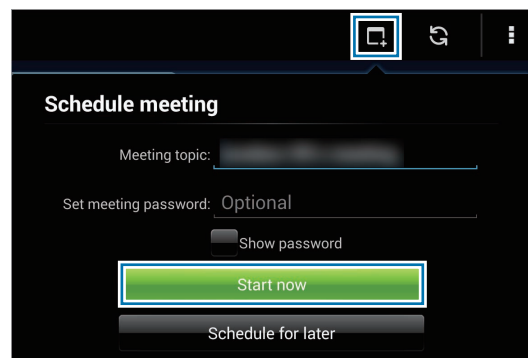 Schedule meeting
Meeting topic:
Set meeting password: Optional
Show password
Start now
Schedule for later